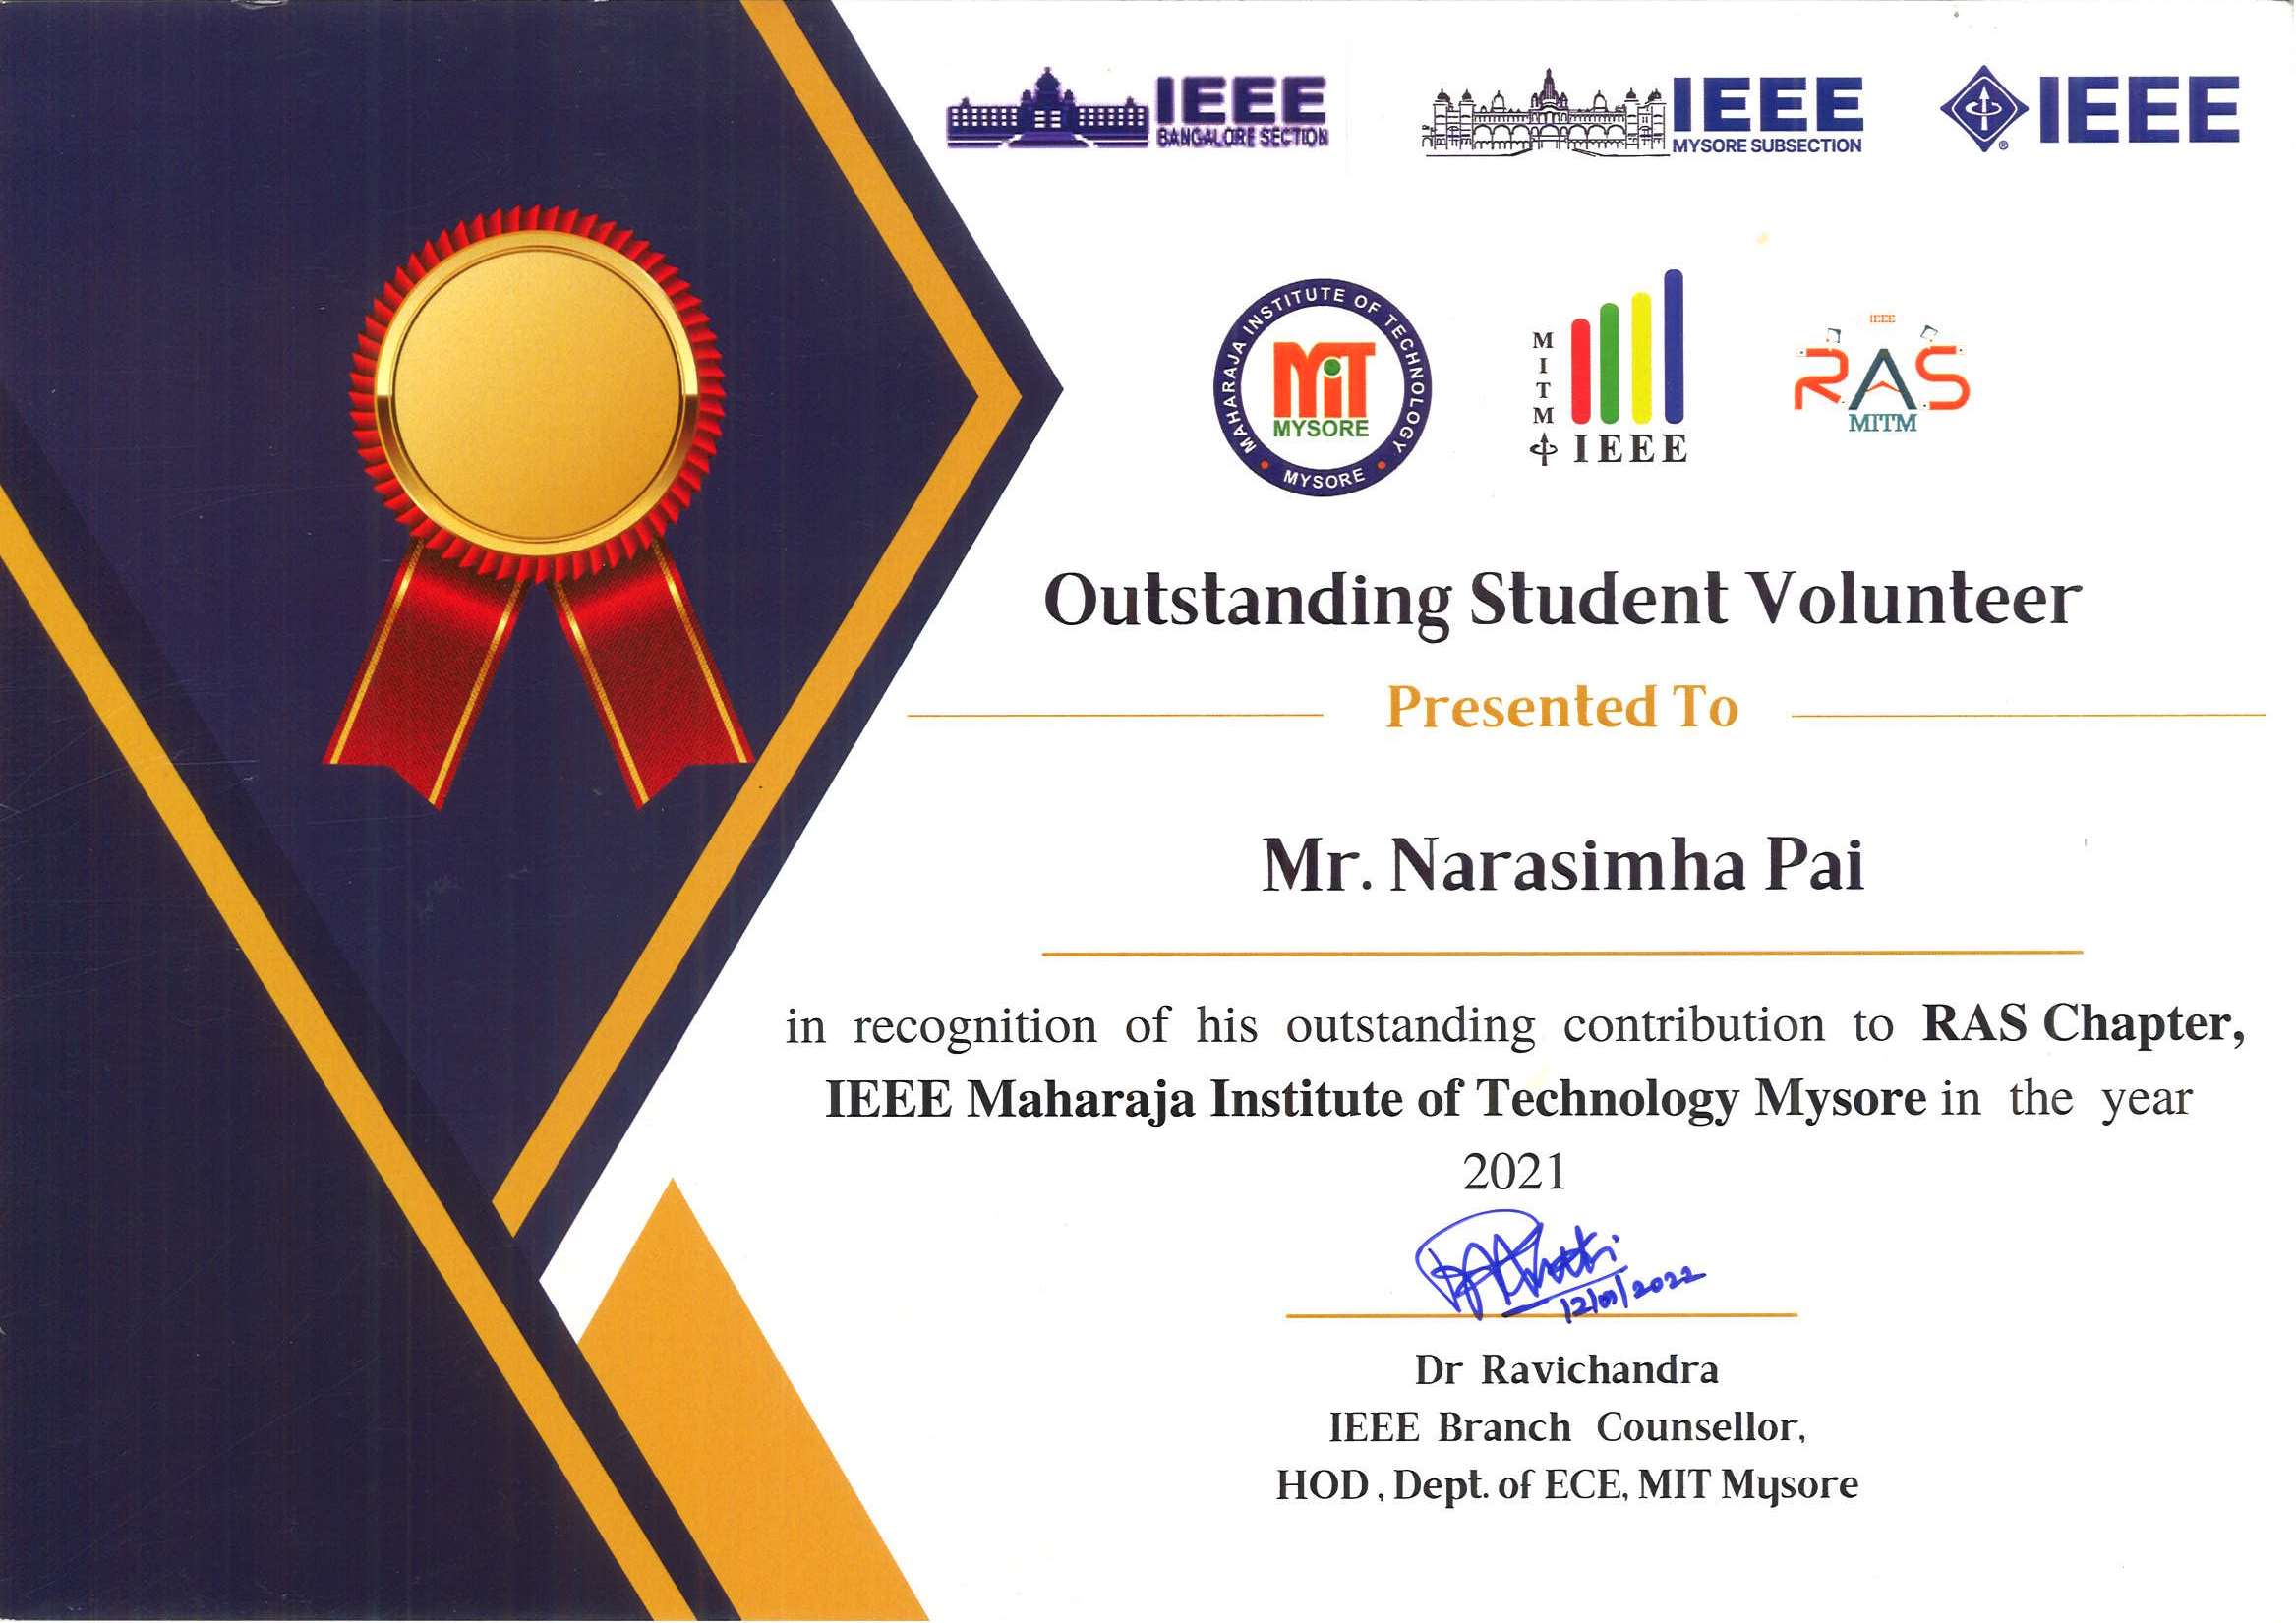 IEEE
BANGALORE SECTION
IEEE
MYSORE SUBSECTION
IEEE
MAHARAJA INSTITUTE OF TECHNOLOGY
MIT
MYSORE
MYSORE
MITM
IEEE
IEEE
RAS
MITM
Outstanding Student Volunteer
Presented To
Mr. Narasimha Pai
in recognition of his outstanding contribution to RAS Chapter,
IEEE Maharaja Institute of Technology Mysore in the year
2021
Dr Ravichandra
IEEE Branch Counsellor,
HOD , Dept. of ECE, MIT Mysore